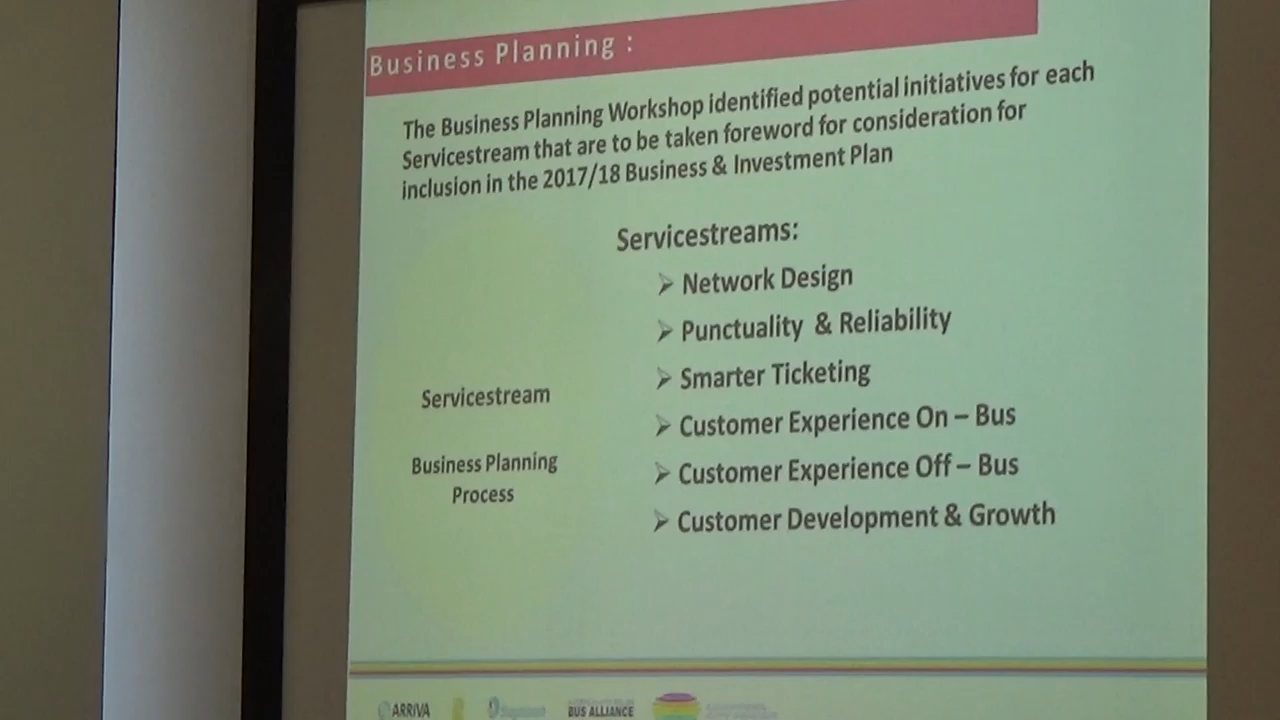 Business Planning :
The Business Planning Workshop identified potential initiatives for each
Servicestream that are to be taken foreword for consideration for
inclusion in the 2017/18 Business & Investment Plan
Servicestreams:
➢ Network Design
➢ Punctuality & Reliability
➢ Smarter Ticketing
➢ Customer Experience On – Bus
➢ Customer Experience Off – Bus
➢ Customer Development & Growth
Servicestream
Business Planning
Process
ARRIVA
Stagecoach
BUS ALLIANCE